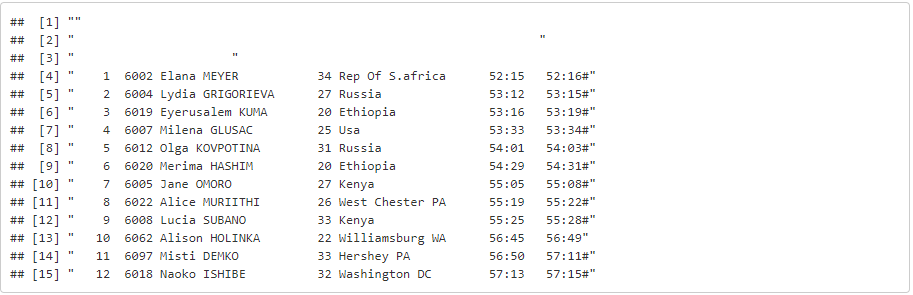 ##  [1] ""
##  [2] "                                                                 "
##  [3] "                      "
##  [4] "    1  6002 Elana MEYER           34 Rep Of S.africa      52:15   52:16#"
##  [5] "    2  6004 Lydia GRIGORIEVA      27 Russia               53:12   53:15#"
##  [6] "    3  6019 Eyerusalem KUMA       20 Ethiopia             53:16   53:19#"
##  [7] "    4  6007 Milena GLUSAC         25 Usa                  53:33   53:34#"
##  [8] "    5  6012 Olga KOVPOTINA        31 Russia               54:01   54:03#"
##  [9] "    6  6020 Merima HASHIM         20 Ethiopia             54:29   54:31#"
## [10] "    7  6005 Jane OMORO            27 Kenya                55:05   55:08#"
## [11] "    8  6022 Alice MURIITHI        26 West Chester PA      55:19   55:22#"
## [12] "    9  6008 Lucia SUBANO          33 Kenya                55:25   55:28#"
## [13] "   10  6062 Alison HOLINKA        22 Williamsburg WA      56:45   56:49"
## [14] "   11  6097 Misti DEMKO           33 Hershey PA           56:50   57:11#"
## [15] "   12  6018 Naoko ISHIBE          32 Washington DC        57:13   57:15#"